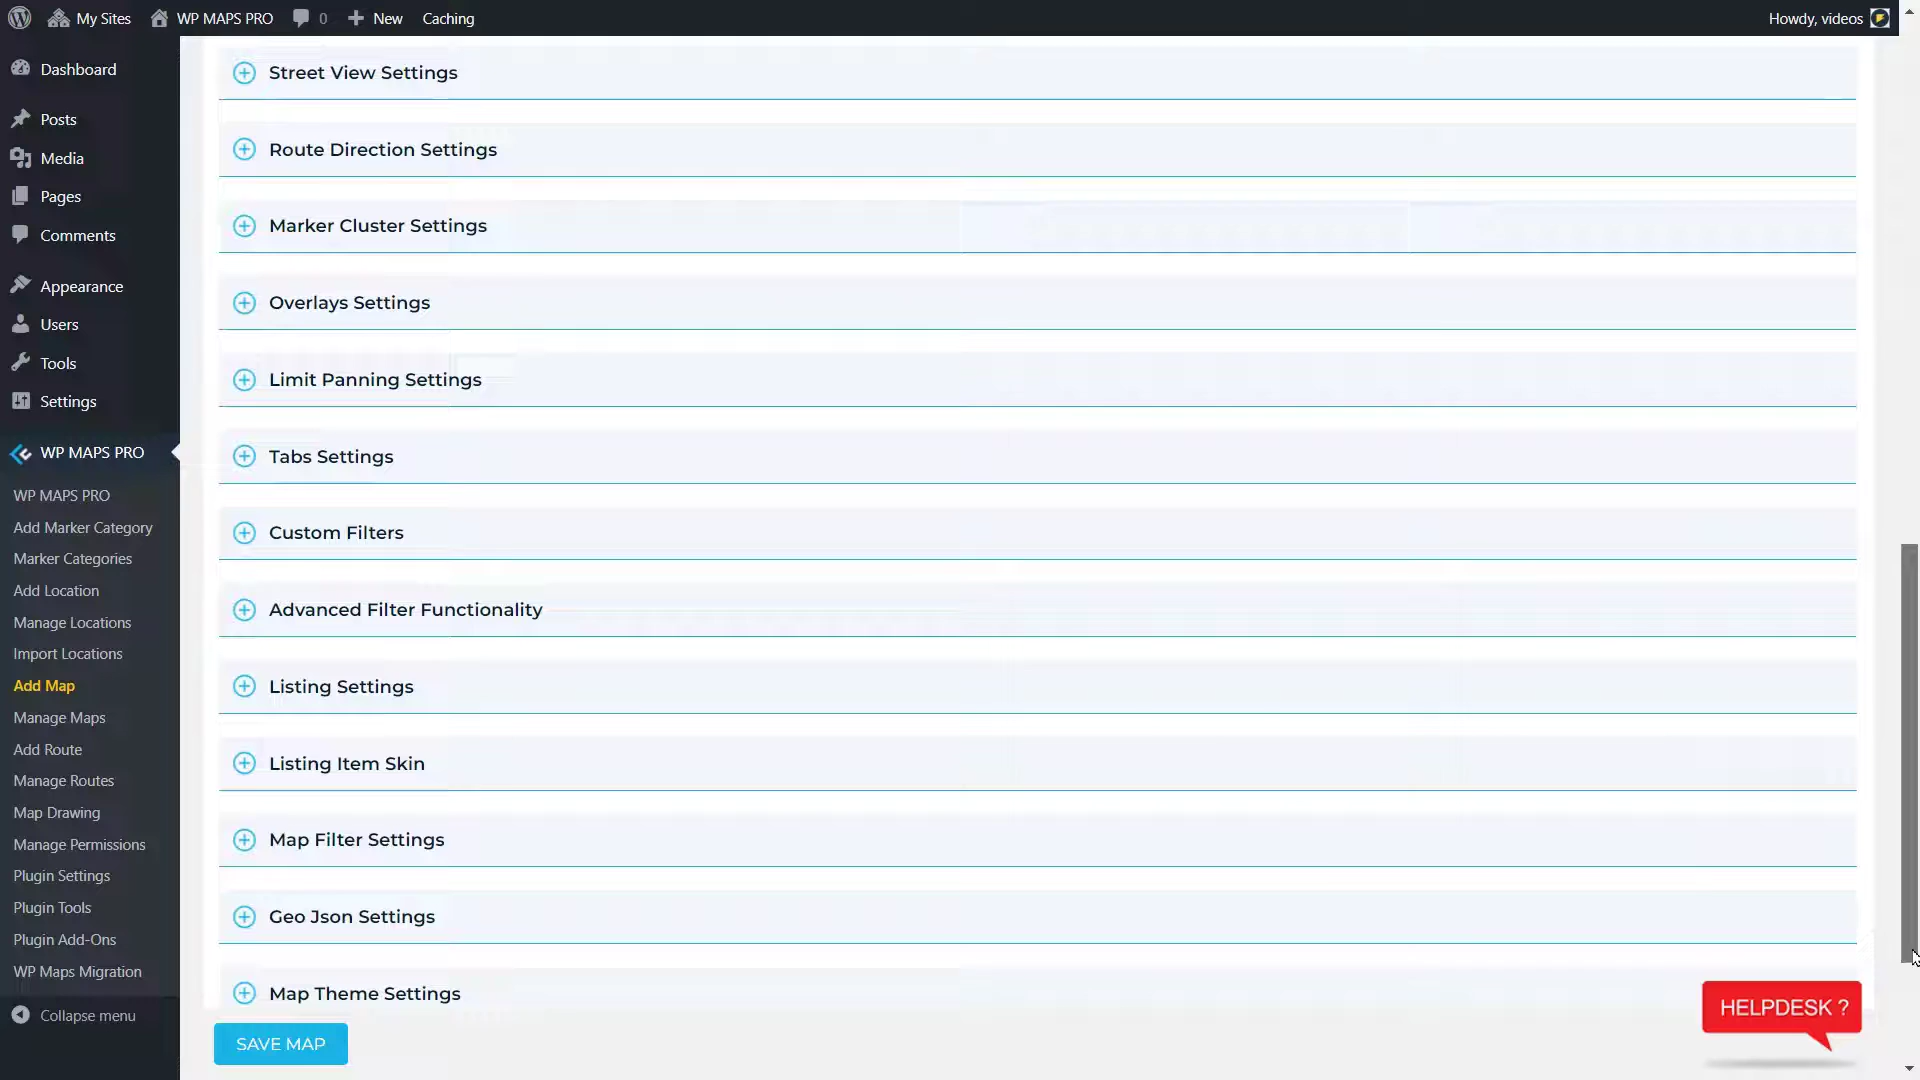 My Sites
WP MAPS PRO
0
New
Caching
Howdy, videos
Dashboard
Posts
Media
Pages
Comments
Appearance
Users
Tools
Settings
WP MAPS PRO
WP MAPS PRO
Add Marker Category
Marker Categories
Add Location
Manage Locations
Import Locations
Add Map
Manage Maps
Add Route
Manage Routes
Map Drawing
Manage Permissions
Plugin Settings
Plugin Tools
Plugin Add-Ons
WP Maps Migration
Collapse menu
Street View Settings
Route Direction Settings
Marker Cluster Settings
Overlays Settings
Limit Panning Settings
Tabs Settings
Custom Filters
Advanced Filter Functionality
Listing Settings
Listing Item Skin
Map Filter Settings
Geo Json Settings
Map Theme Settings
SAVE MAP
HELPDESK ?